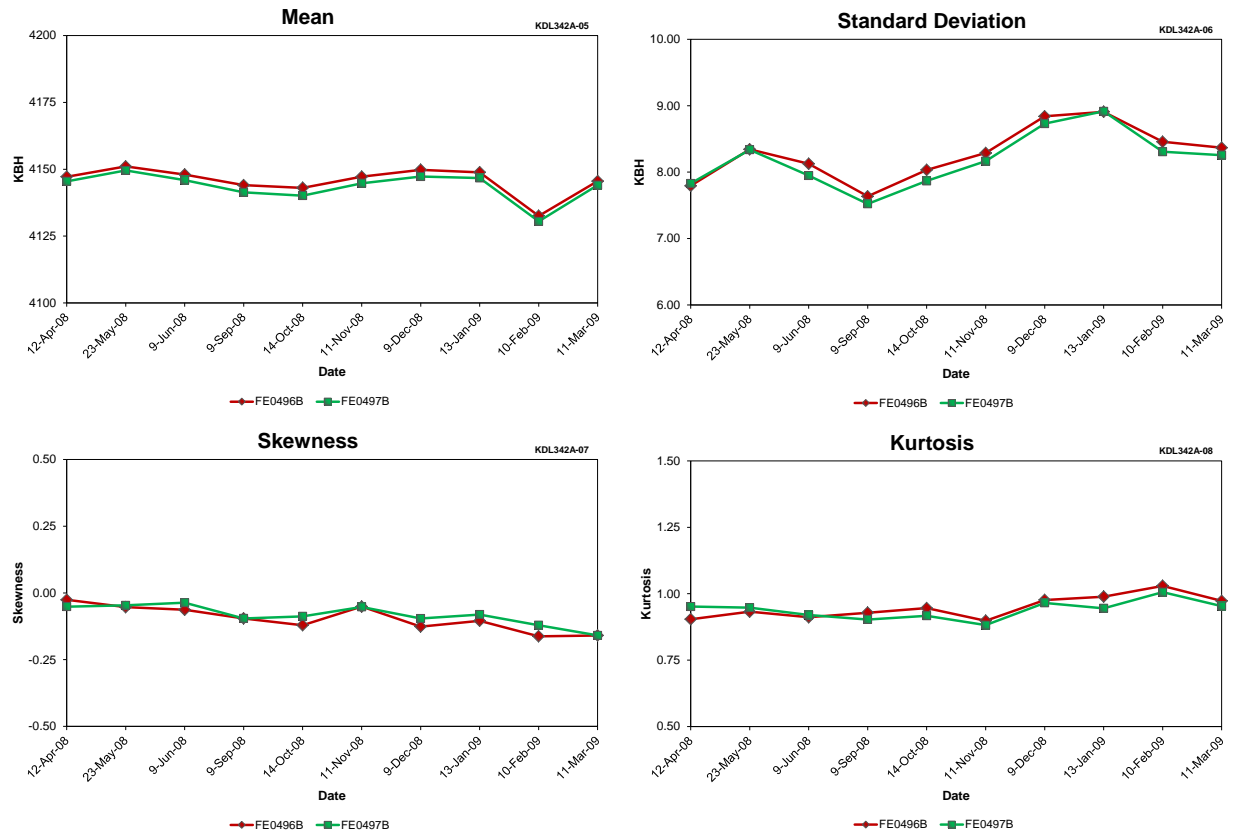 Mean
KDL342A-05
4200
4175
4150
4125
4100
KBH
12-Apr-08
23-May-08
9-Jun-08
9-Sep-08
14-Oct-08
11-Nov-08
9-Dec-08
13-Jan-09
10-Feb-09
11-Mar-09
Date
FE0496B FE0497B
Standard Deviation
KDL342A-06
10.00
9.00
8.00
7.00
6.00
KBH
12-Apr-08
23-May-08
9-Jun-08
9-Sep-08
14-Oct-08
11-Nov-08
9-Dec-08
13-Jan-09
10-Feb-09
11-Mar-09
Date
FE0496B FE0497B
Skewness
KDL342A-07
0.50
0.25
0.00
-0.25
-0.50
Skewness
12-Apr-08
23-May-08
9-Jun-08
9-Sep-08
14-Oct-08
11-Nov-08
9-Dec-08
13-Jan-09
10-Feb-09
11-Mar-09
Date
FE0496B FE0497B
Kurtosis
KDL342A-08
1.50
1.25
1.00
0.75
0.50
Kurtosis
12-Apr-08
23-May-08
9-Jun-08
9-Sep-08
14-Oct-08
11-Nov-08
9-Dec-08
13-Jan-09
10-Feb-09
11-Mar-09
Date
FE0496B FE0497B